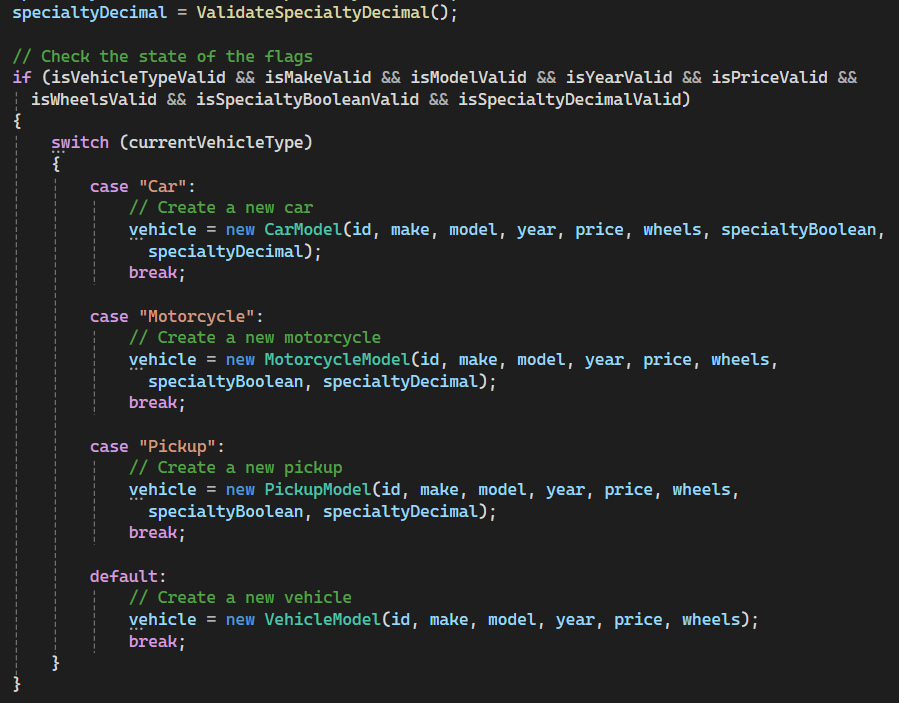 specialtyDecimal = ValidateSpecialtyDecimal();
// Check the state of the flags
if (isVehicleTypeValid && isMakeValid && isModelValid && isYearValid && isPriceValid &&
isWheelsValid && isSpecialtyBooleanValid && isSpecialtyDecimalValid)
{
switch (currentVehicleType)
{
case "Car":
// Create a new car
vehicle = new CarModel(id, make, model, year, price, wheels, specialtyBoolean,
specialtyDecimal);
break;
case "Motorcycle":
// Create a new motorcycle
vehicle = new MotorcycleModel(id, make, model, year, price, wheels,
specialtyBoolean, specialtyDecimal);
break;
case "Pickup":
// Create a new pickup
vehicle = new PickupModel(id, make, model, year, price, wheels,
specialtyBoolean, specialtyDecimal);
break;
default:
// Create a new vehicle
vehicle = new VehicleModel(id, make, model, year, price, wheels);
break;
}
}